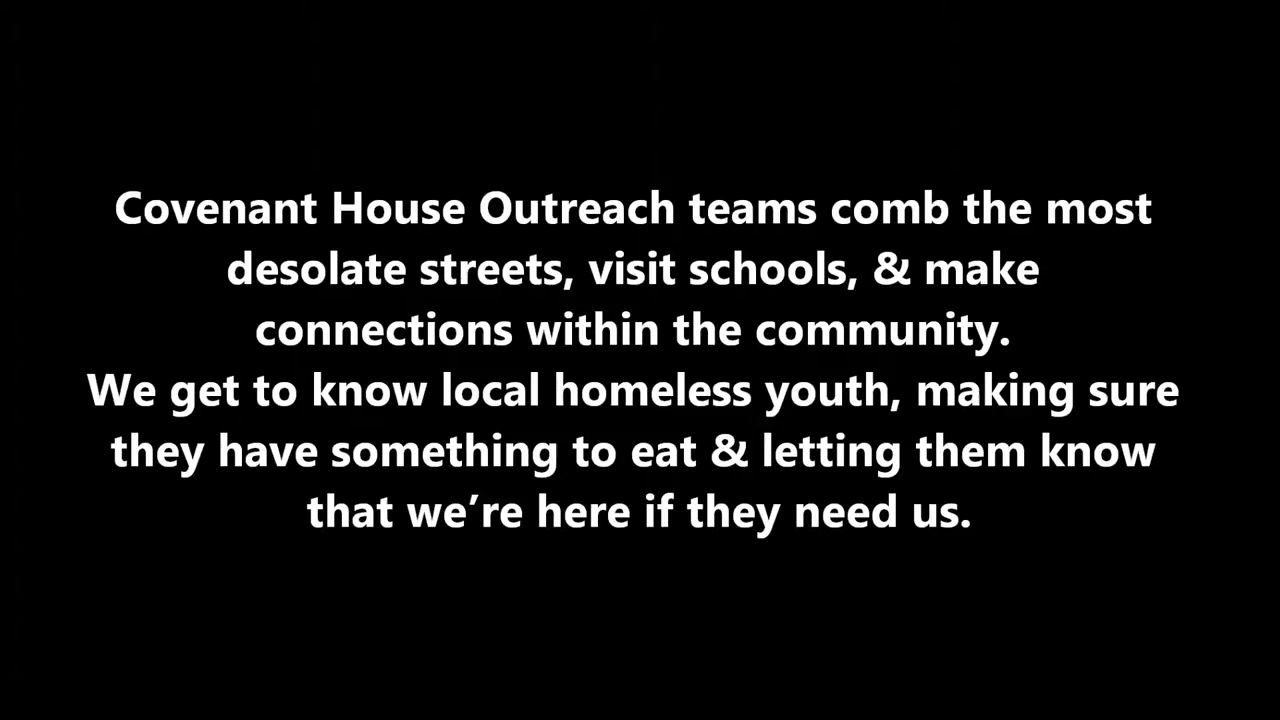 Covenant House Outreach teams comb the most
desolate streets, visit schools, & make
connections within the community.
We get to know local homeless youth, making sure
they have something to eat & letting them know
that we’re here if they need us.